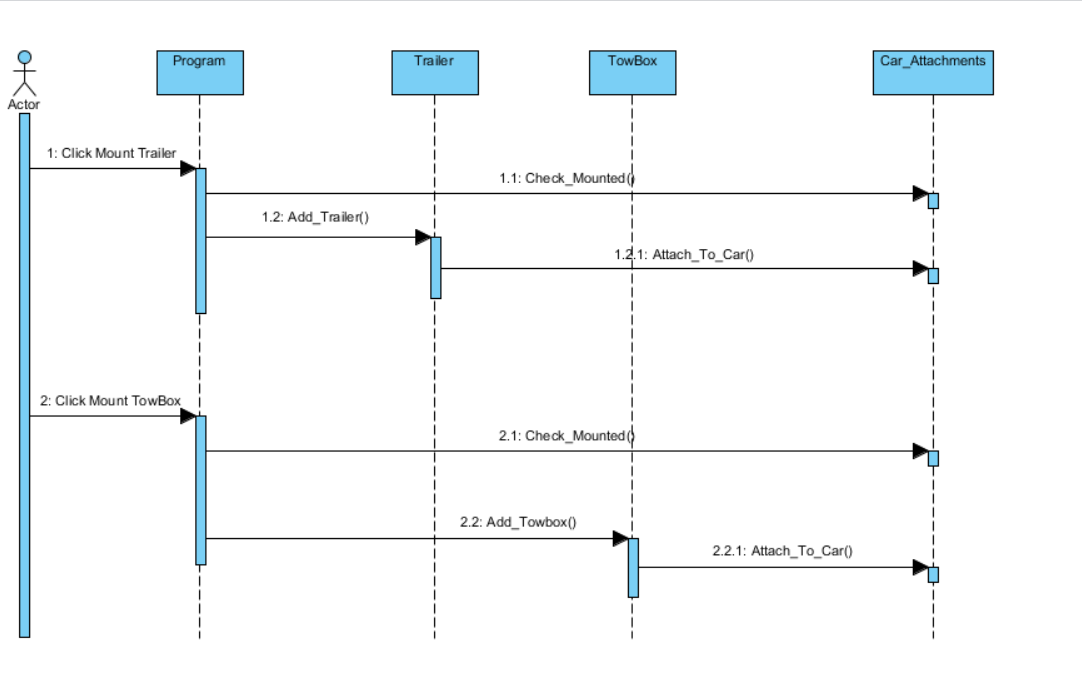 Program
Trailer
TowBox
Car_Attachments
Actor
1: Click Mount Trailer
1.1: Check_Mounted()
1.2: Add_Trailer()
1.2.1: Attach_To_Car()
2: Click Mount TowBox
2.1: Check_Mounted()
2.2: Add_Towbox()
2.2.1: Attach_To_Car()